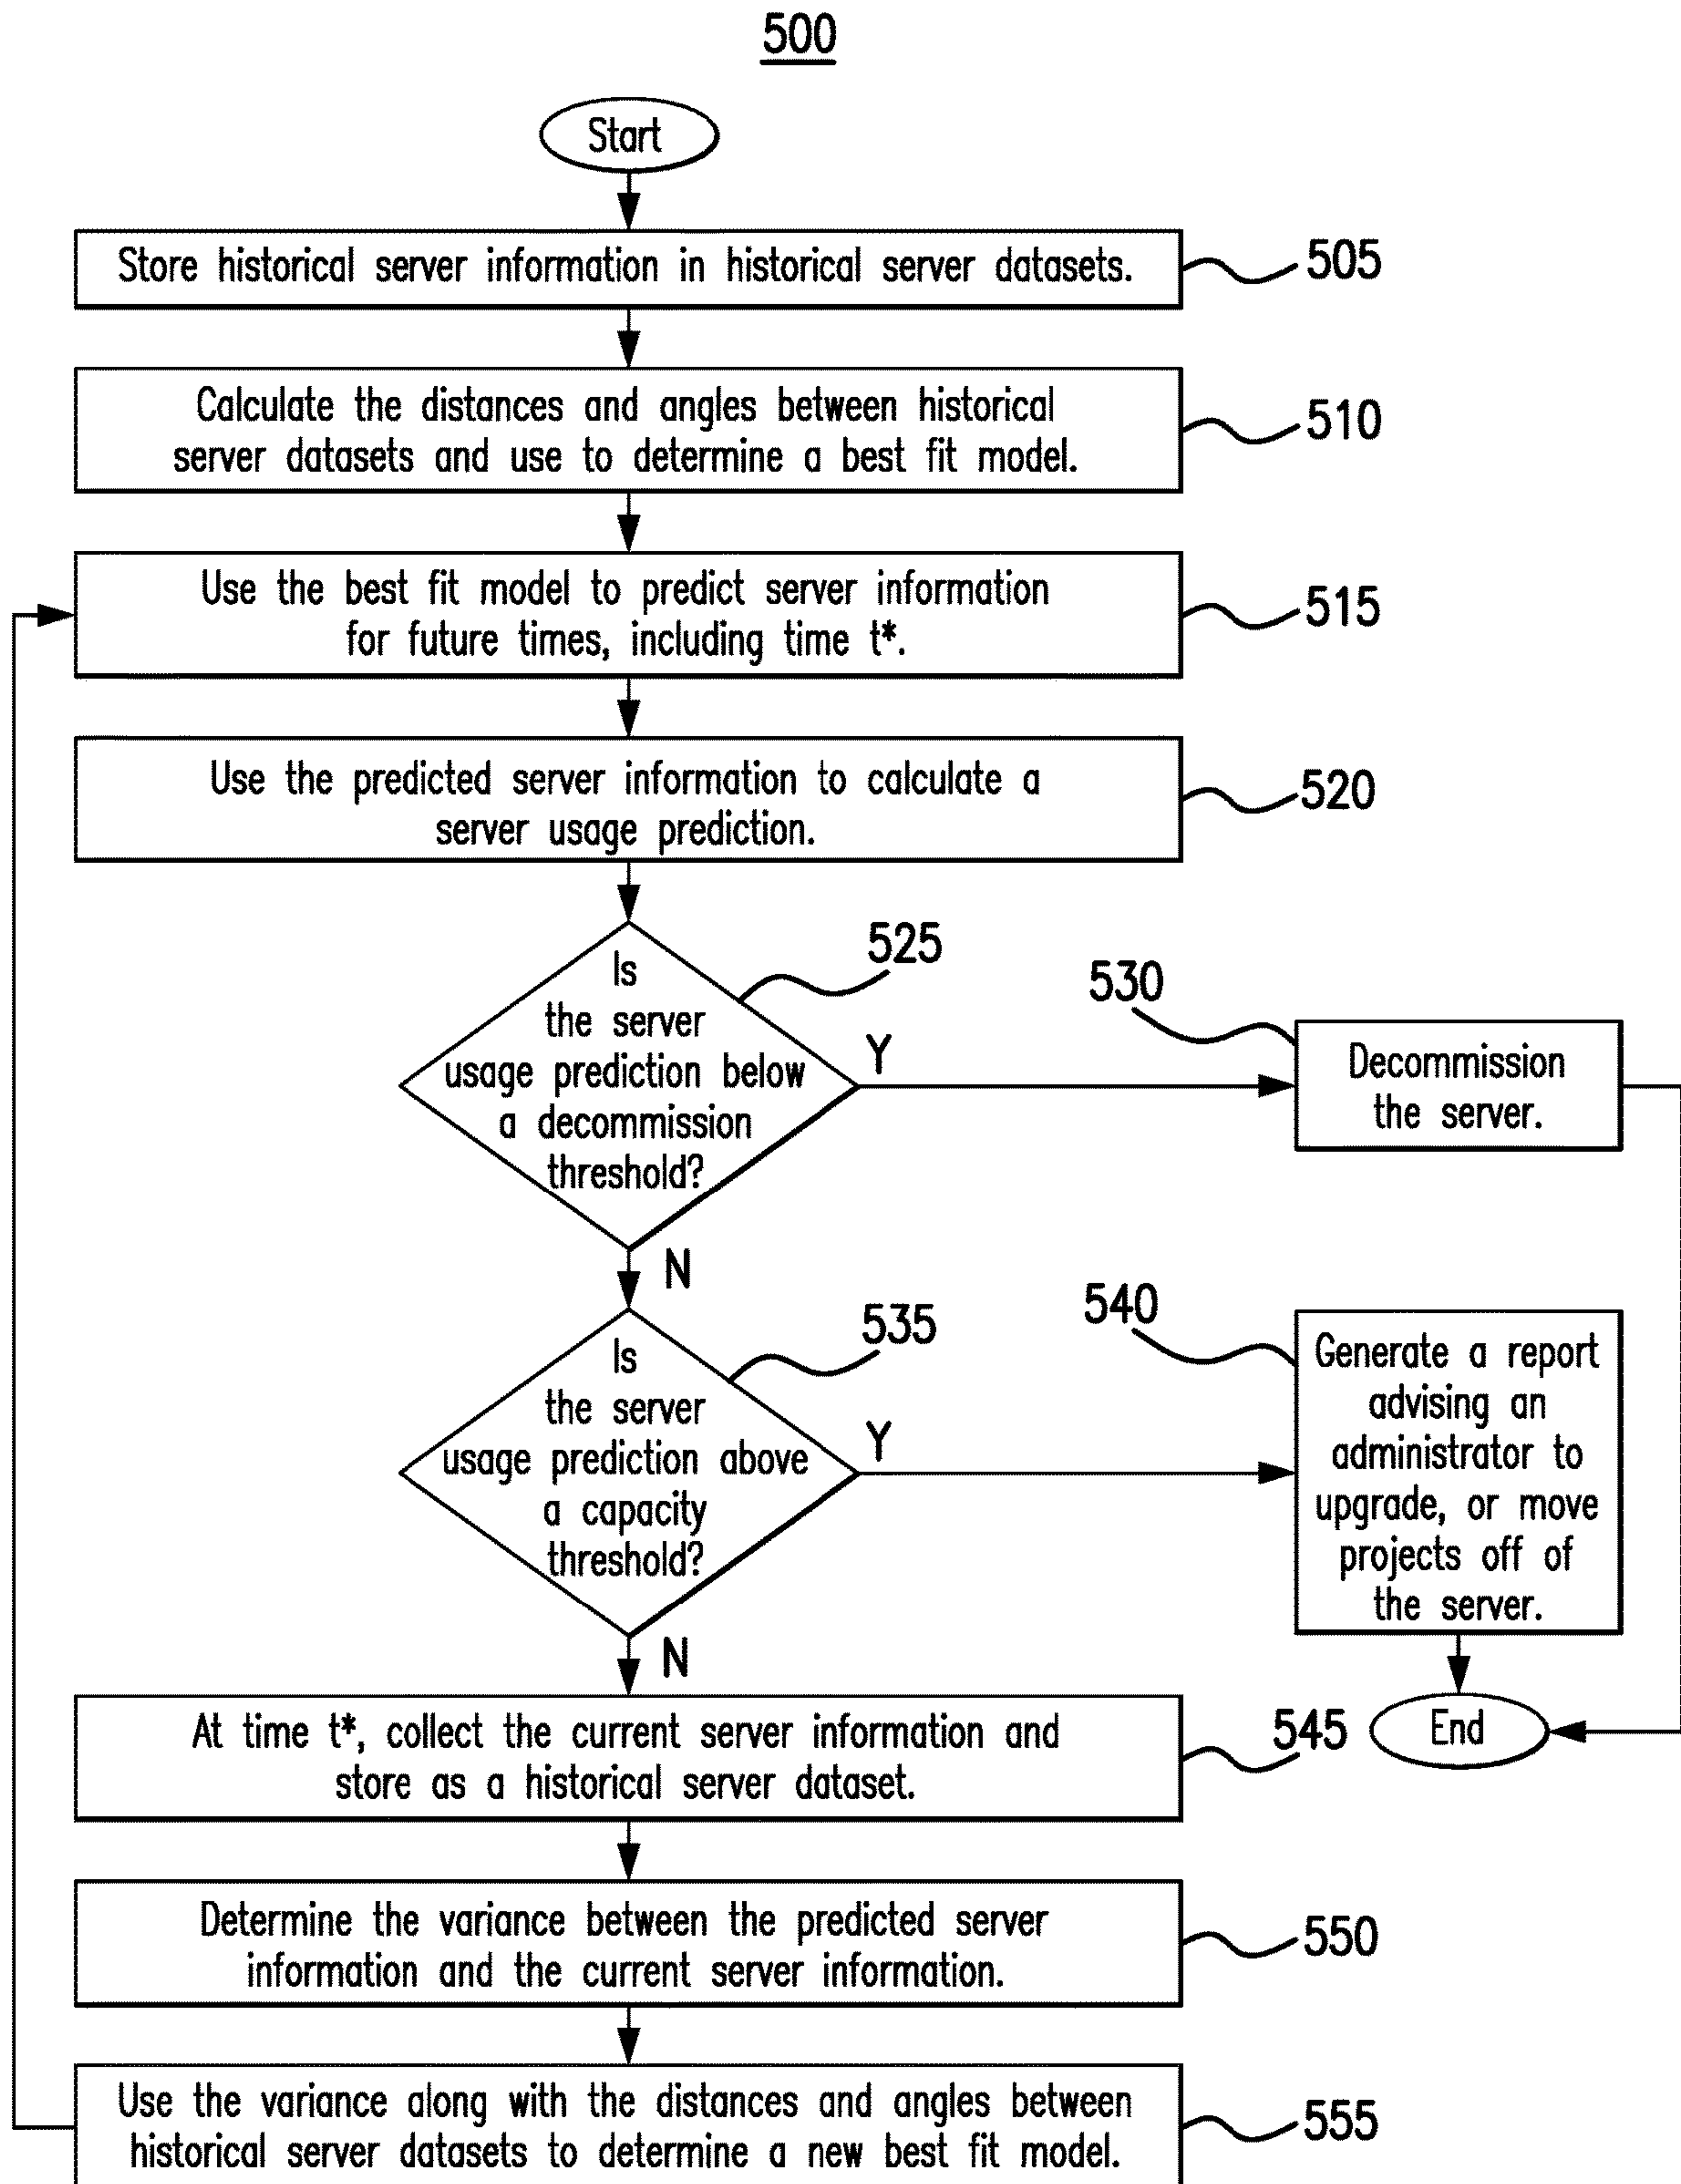 500
Start
Store historical server information in historical server datasets.
505
Calculate the distances and angles between historical
server datasets and use to determine a best fit model.
510
Use the best fit model to predict server information
for future times, including time t*.
515
Use the predicted server information to calculate a
server usage prediction.
520
Is
the server
usage prediction below
a decommission
threshold?
525
Y
N
530
Decommission
the server.
Is
the server
usage prediction above
a capacity
threshold?
535
Y
N
540
Generate a report
advising an
administrator to
upgrade, or move
projects off of
the server.
End
At time t*, collect the current server information and
store as a historical server dataset.
545
Determine the variance between the predicted server
information and the current server information.
550
Use the variance along with the distances and angles between
historical server datasets to determine a new best fit model.
555